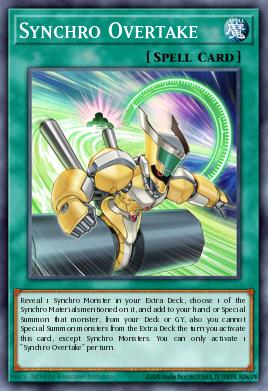 SYNCHRO OVERTAKE
魔
[SPELL CARD]
Reveal 1 Synchro Monster in your Extra Deck, choose 1 of the
Synchro Materials mentioned on it, and add to your hand or Special
Summon that monster, from your Deck or GY, also you cannot
Special Summon monsters from the Extra Deck the turn you activate
this card, except Synchro Monsters. You can only activate 1
"Synchro Overtake" per turn.